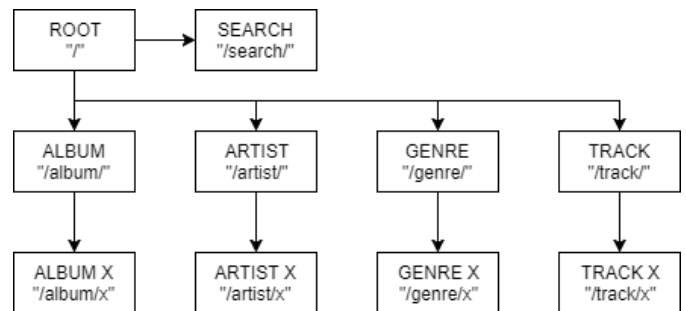 ROOT
"/"
SEARCH
"/search/"
ALBUM
"/album/"
ARTIST
"/artist/"
GENRE
"/genre/"
TRACK
"/track/"
ALBUM X
"/album/x"
ARTIST X
"/artist/x"
GENRE X
"/genre/x"
TRACK X
"/track/x"